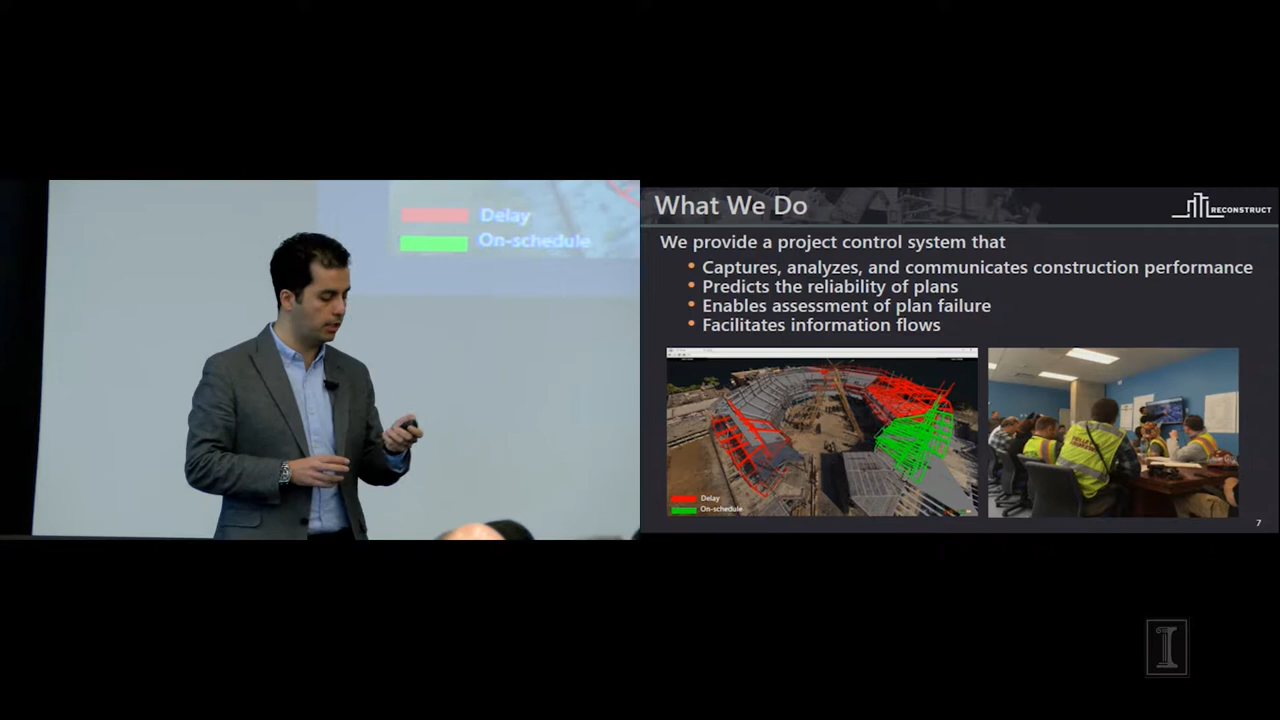 Delay
On-schedule
What We Do
RECONSTRUCT
We provide a project control system that
• Captures, analyzes, and communicates construction performance
• Predicts the reliability of plans
• Enables assessment of plan failure
• Facilitates information flows
Delay
On-schedule
7
I